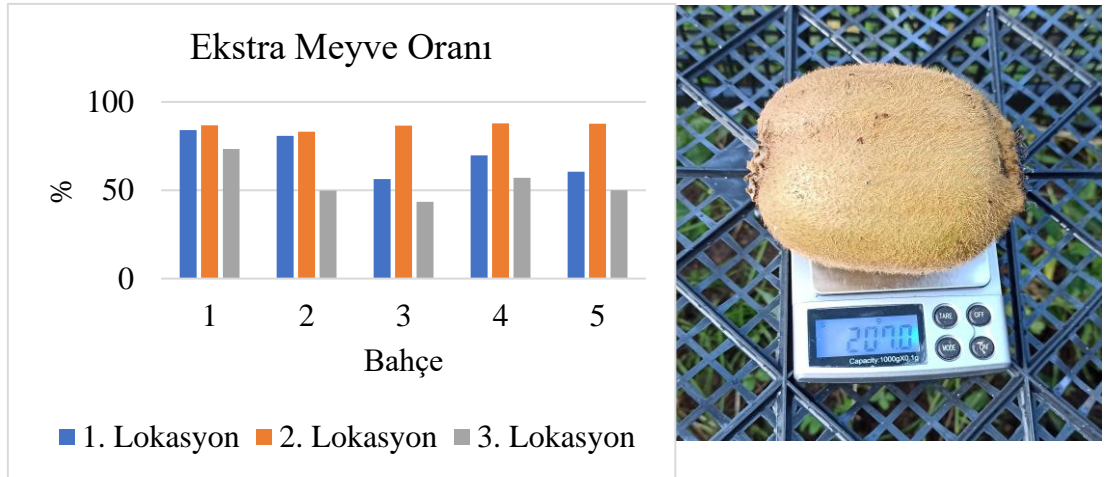 Ekstra Meyve Oranı
100
50
0
%
1 2 3 4 5
Bahçe
1. Lokasyon 2. Lokasyon 3. Lokasyon
207.0
TARE OFF
MODE ON
Capacity:1000gX0.1g